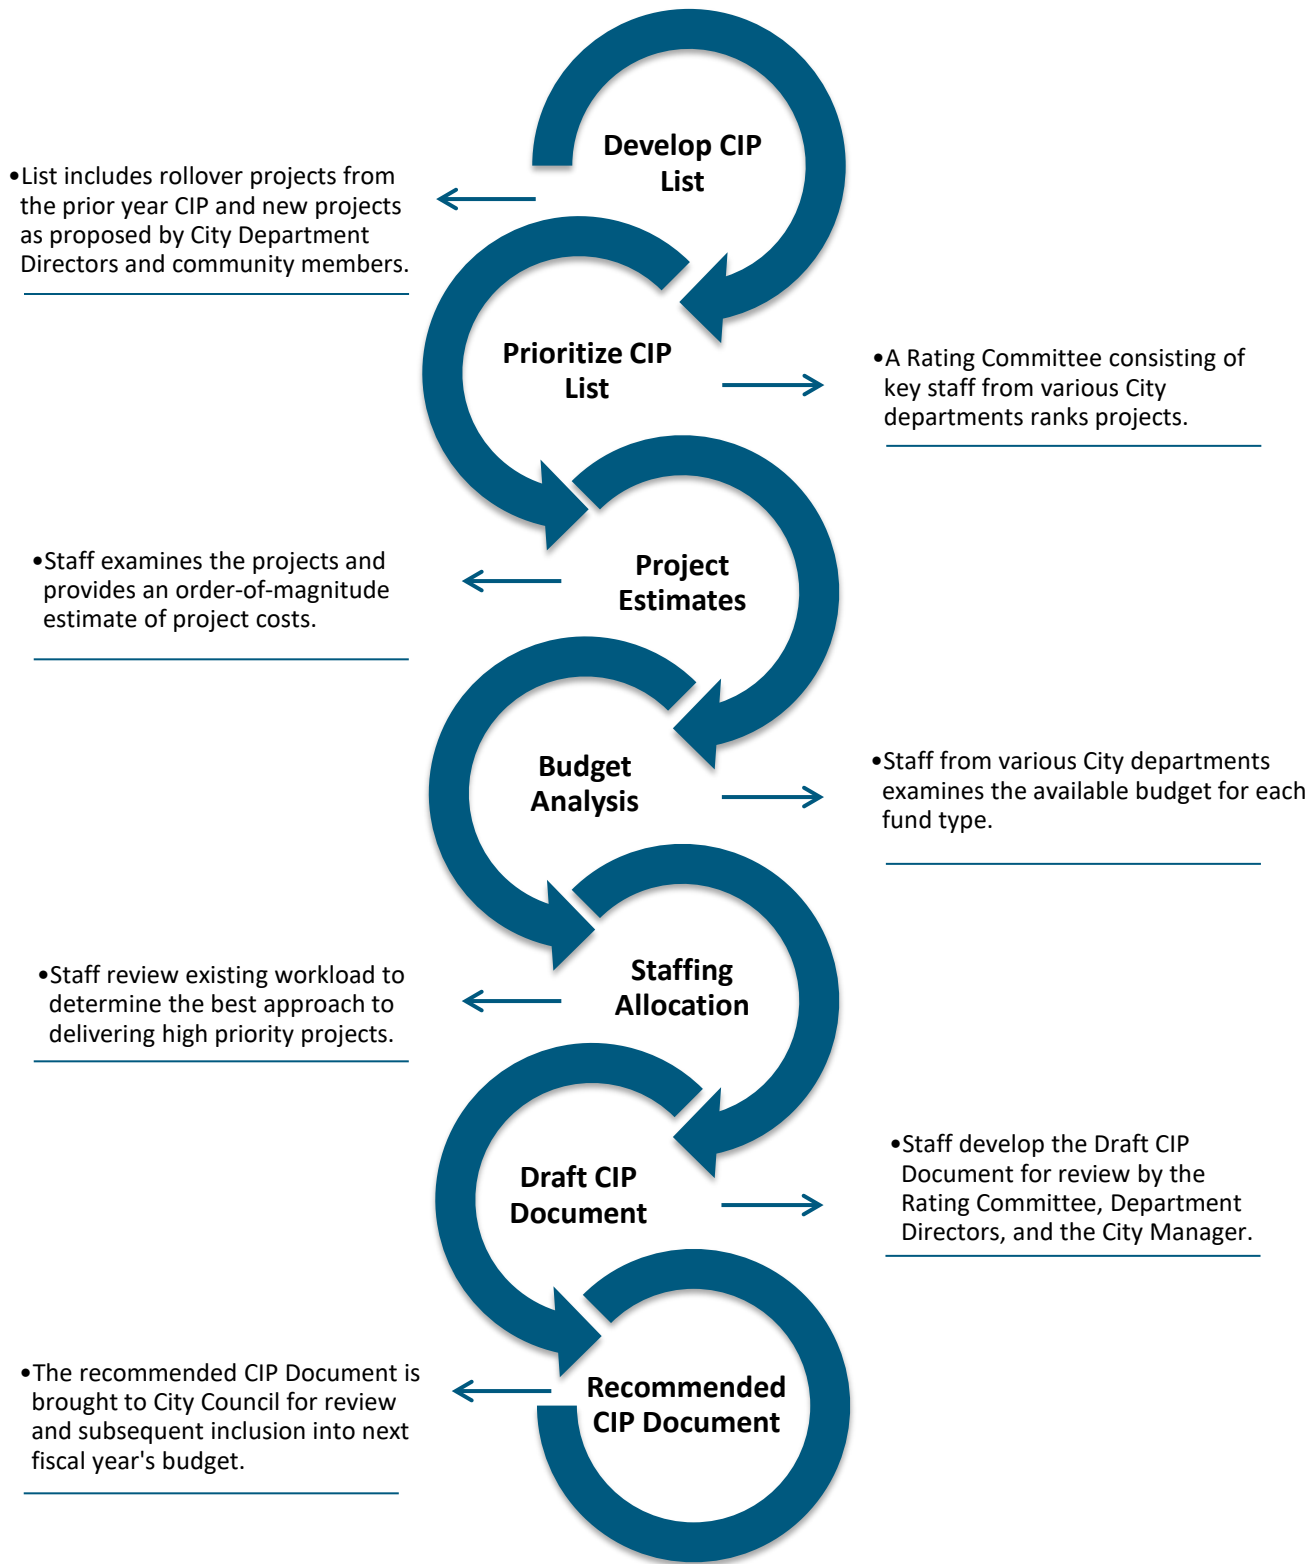 Develop CIP
List
•List includes rollover projects from
the prior year CIP and new projects
as proposed by City Department
Directors and community members.
Prioritize CIP
List
•A Rating Committee consisting of
key staff from various City
departments ranks projects.
Project
Estimates
•Staff examines the projects and
provides an order-of-magnitude
estimate of project costs.
Budget
Analysis
•Staff from various City departments
examines the available budget for each
fund type.
Staffing
Allocation
•Staff review existing workload to
determine the best approach to
delivering high priority projects.
Draft CIP
Document
•Staff develop the Draft CIP
Document for review by the
Rating Committee, Department
Directors, and the City Manager.
Recommended
CIP Document
•The recommended CIP Document is
brought to City Council for review
and subsequent inclusion into next
fiscal year's budget.